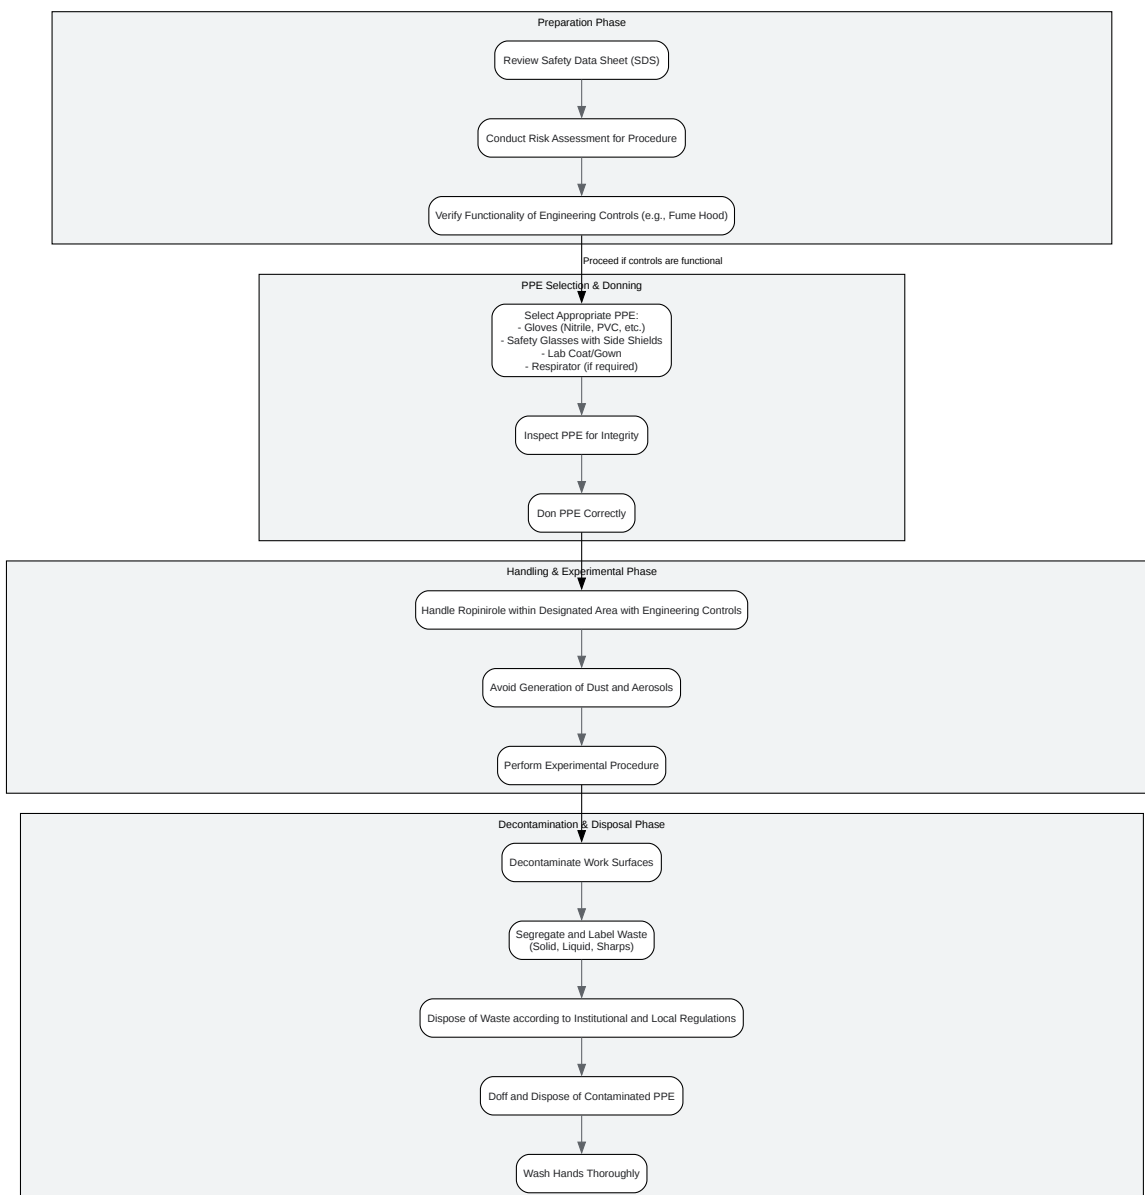 Preparation Phase
Review Safety Data Sheet (SDS)
Conduct Risk Assessment for Procedure
Verify Functionality of Engineering Controls (e.g., Fume Hood)
Proceed if controls are functional
PPE Selection & Donning
Select Appropriate PPE:
- Gloves (Nitrile, PVC, etc.)
- Safety Glasses with Side Shields
- Lab Coat/Gown
- Respirator (if required)
Inspect PPE for Integrity
Don PPE Correctly
Handling & Experimental Phase
Handle Ropinirole within Designated Area with Engineering Controls
Avoid Generation of Dust and Aerosols
Perform Experimental Procedure
Decontamination & Disposal Phase
Decontaminate Work Surfaces
Segregate and Label Waste
(Solid, Liquid, Sharps)
Dispose of Waste according to Institutional and Local Regulations
Doff and Dispose of Contaminated PPE
Wash Hands Thoroughly